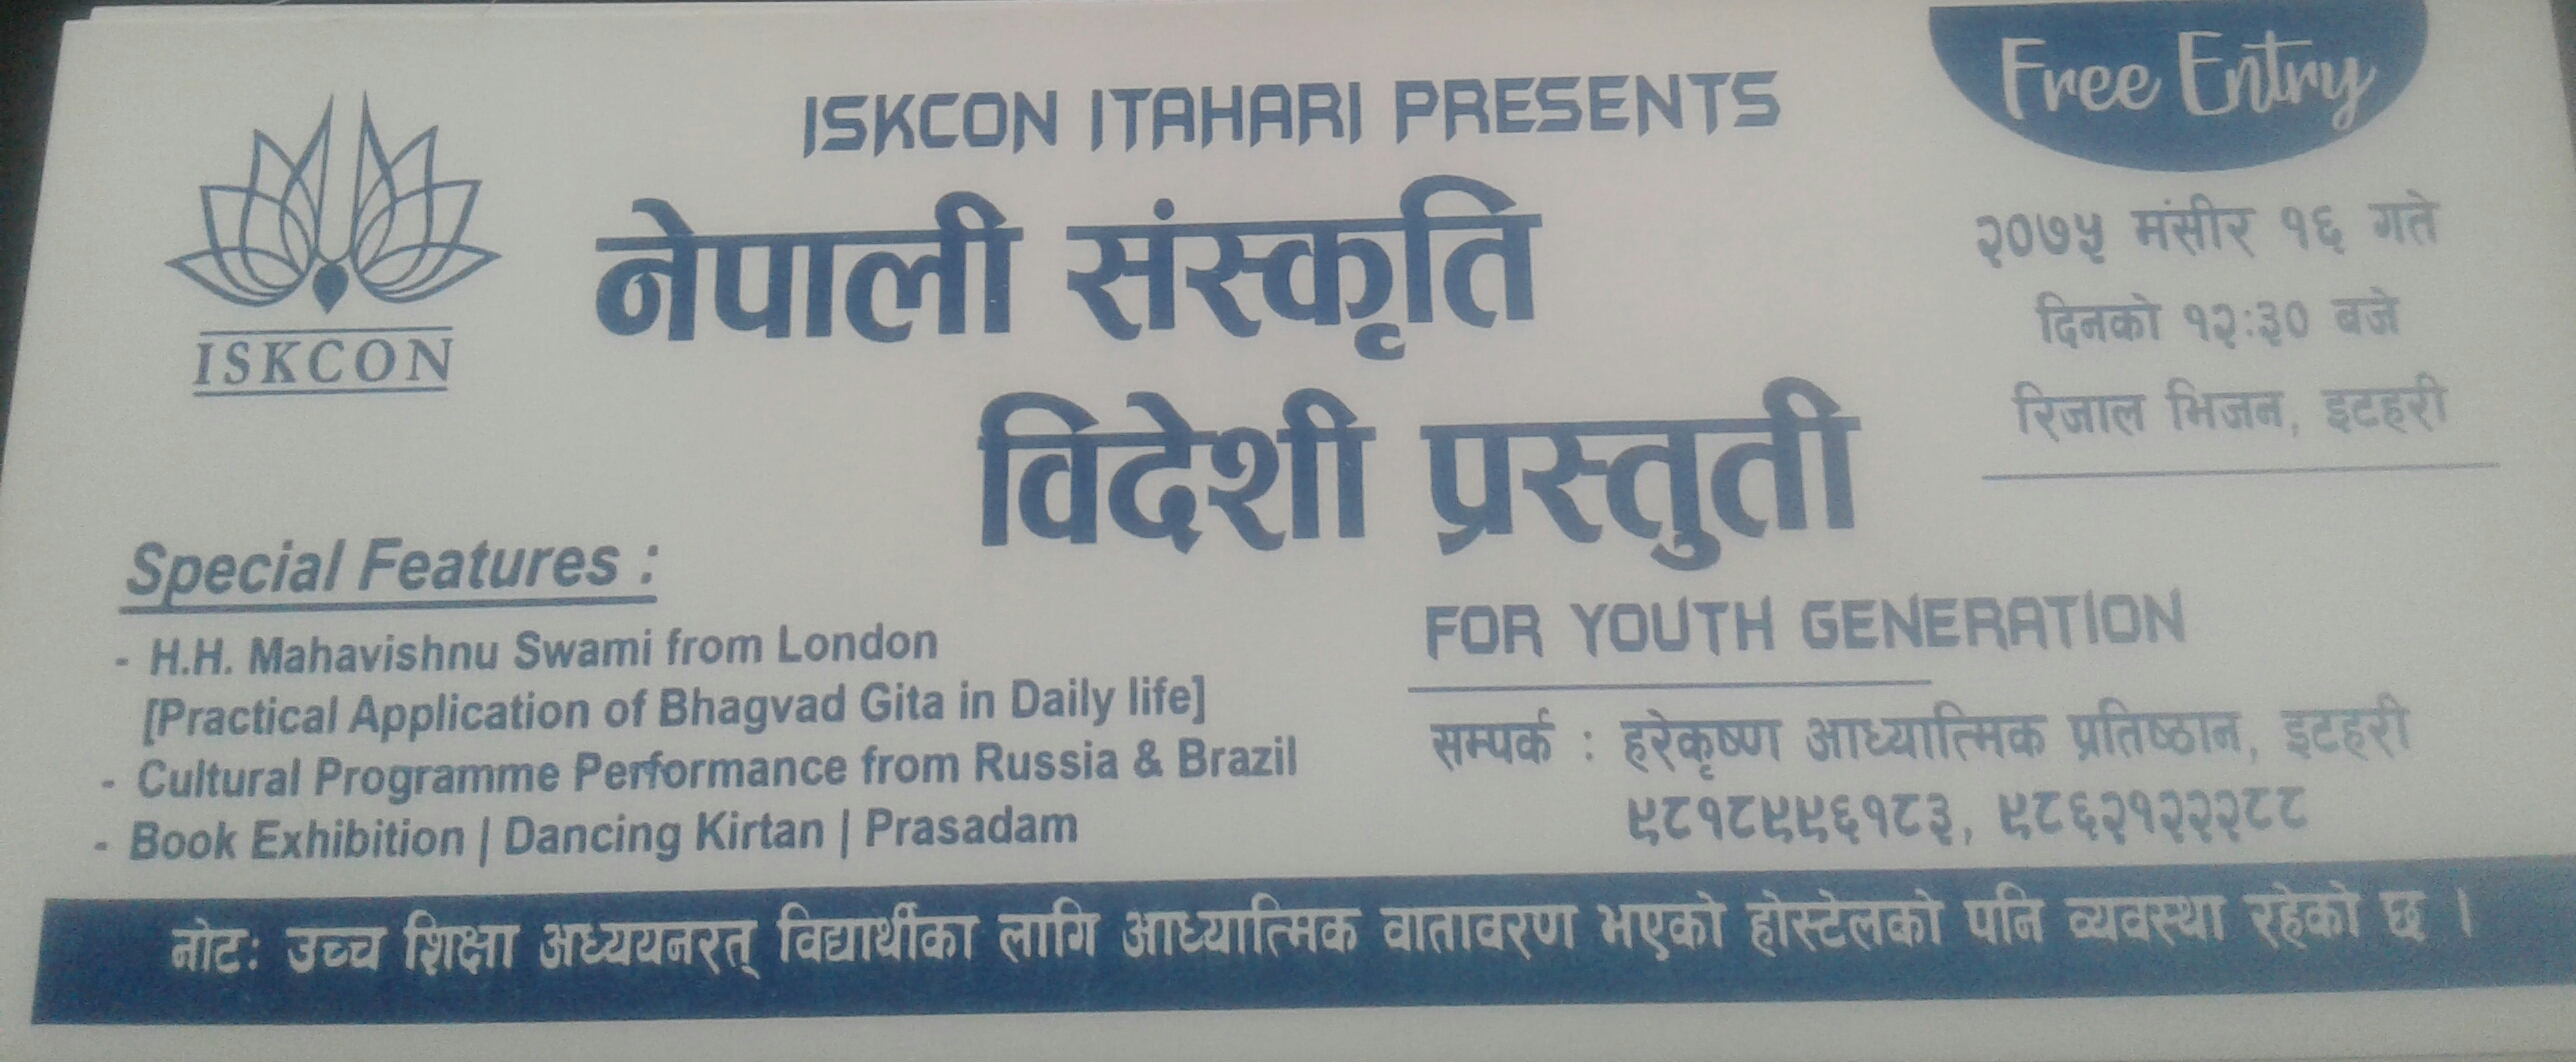 ISKCON
ISKCON ITAHARI PRESENTS
नेपाली संस्कृति
विदेशी प्रस्तुती
FOR YOUTH GENERATION
Free Entry
२०७५ मंसीर १६ गते
दिनको १२:३० बजे
रिजाल भिजन, इटहरी
Special Features :
- H.H. Mahavishnu Swami from London
[Practical Application of Bhagvad Gita in Daily life]
- Cultural Programme Performance from Russia & Brazil
- Book Exhibition | Dancing Kirtan | Prasadam
सम्पर्क : हरेकृष्ण आध्यात्मिक प्रतिष्ठान, इटहरी
९८१८९९६१८३, ९८६२१२२२८८
नोट: उच्च शिक्षा अध्ययनरत् विद्यार्थीका लागि आध्यात्मिक वातावरण भएको होस्टेलको पनि व्यवस्था रहेको छ ।